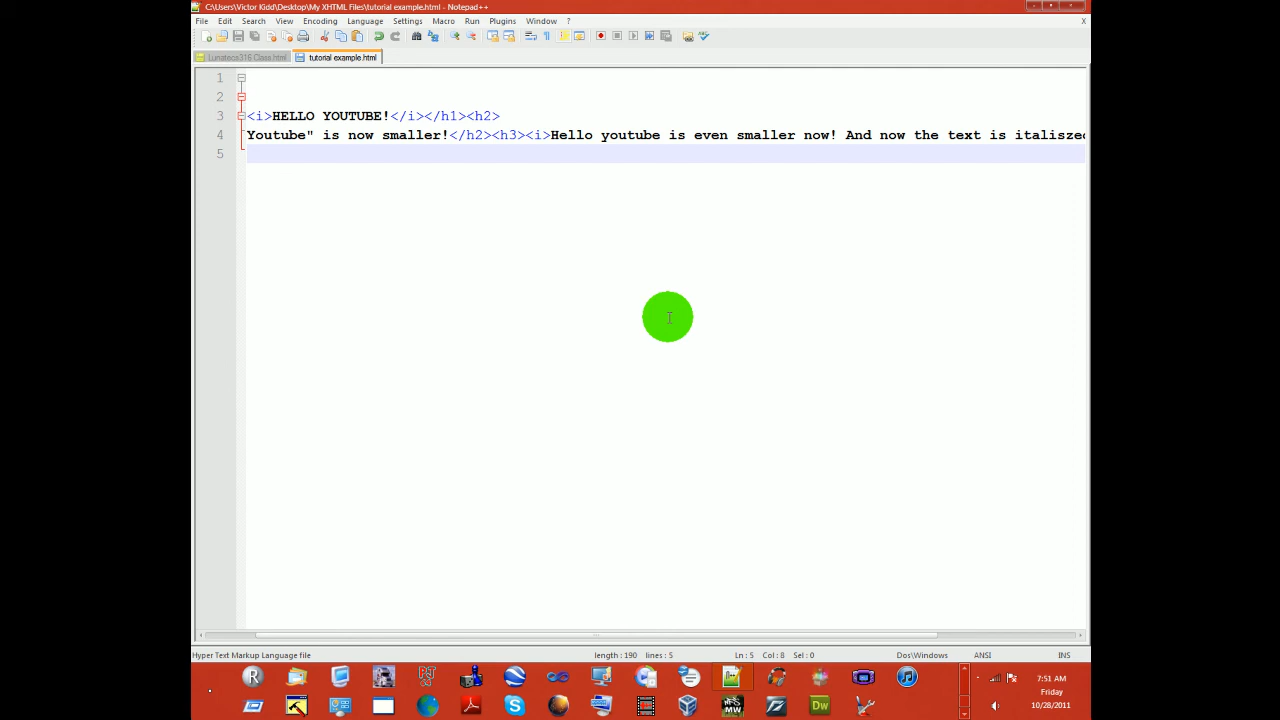 C:\Users\Victor Kidd\Desktop\My XHTML Files\tutorial example.html - Notepad++
File Edit Search View Encoding Language Settings Macro Run Plugins Window ? X
Lunateca316 Class.html tutorial example.html
1
2
3 <i>HELLO YOUTUBE!</i></h1><h2>
4 Youtube" is now smaller!</h2><h3><i>Hello youtube is even smaller now! And now the text is italiszed
5
Hyper Text Markup Language file length : 190 lines : 5 Ln : 5 Col : 8 Sel : 0 Dos\Windows ANSI INS
7:51 AM
Friday
10/28/2011
Dw